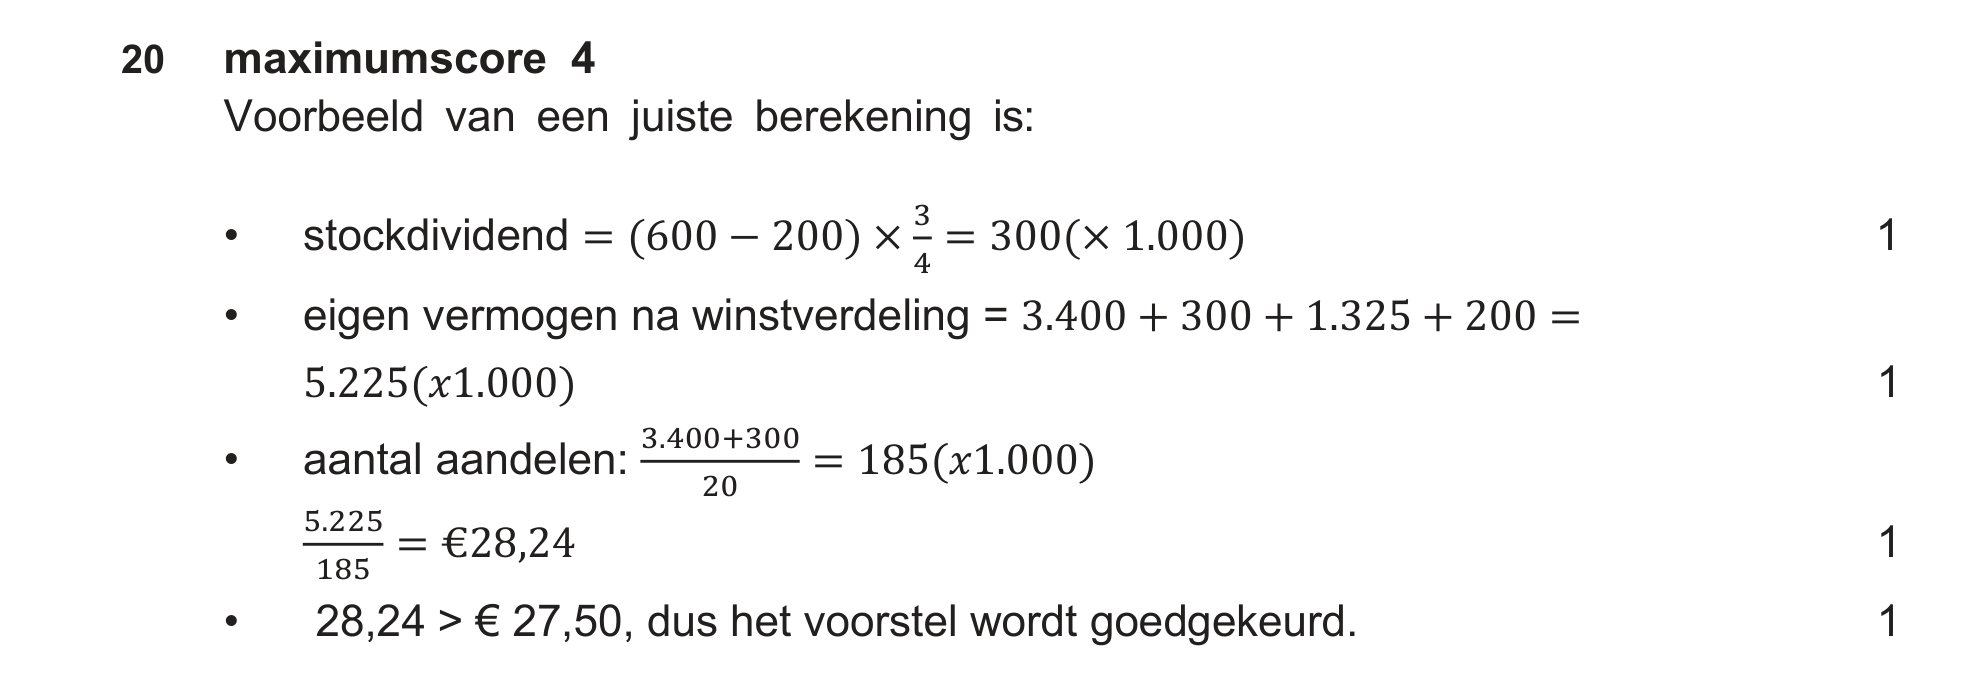 20 maximumscore 4
Voorbeeld van een juiste berekening is:
• stockdividend = (600 − 200) × 3/4 = 300(× 1.000) 1
• eigen vermogen na winstverdeling = 3.400 + 300 + 1.325 + 200 =
5.225(x1.000) 1
• aantal aandelen: 3.400+300/20 = 185(x1.000)
5.225/185 = €28,24 1
• 28,24 > € 27,50, dus het voorstel wordt goedgekeurd. 1